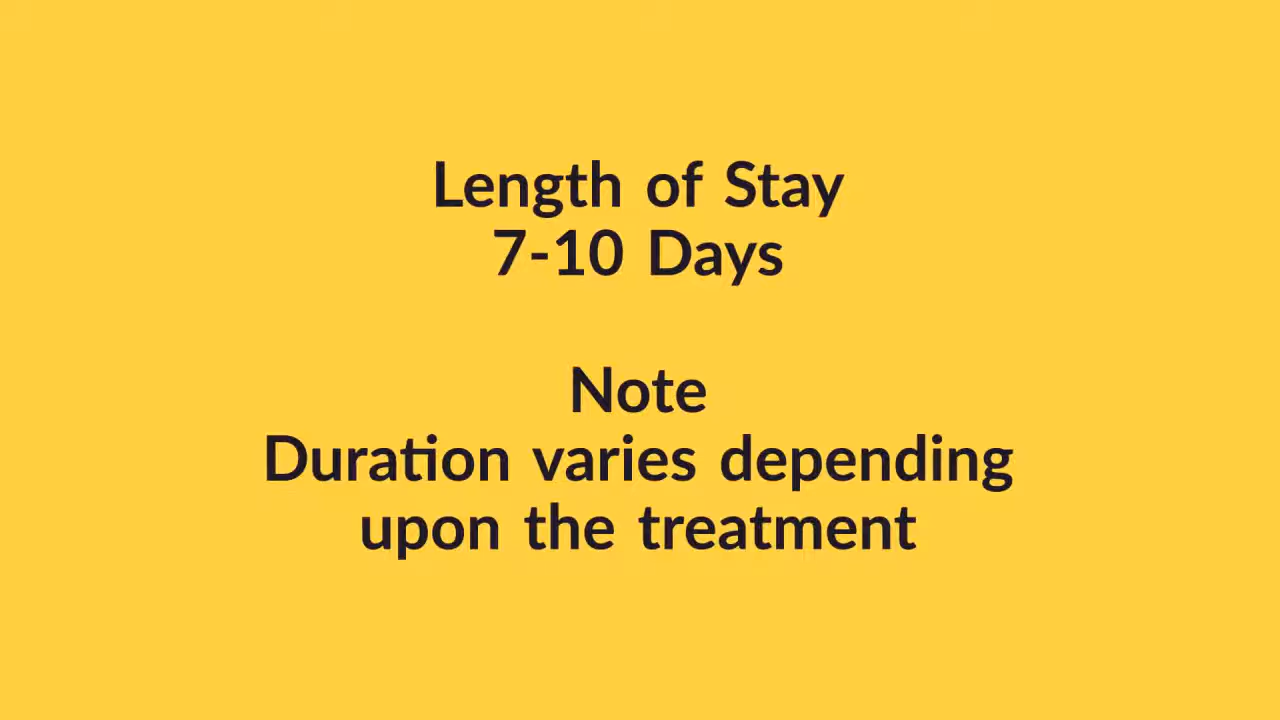 Length of Stay
7-10 Days
Note
Duration varies depending
upon the treatment